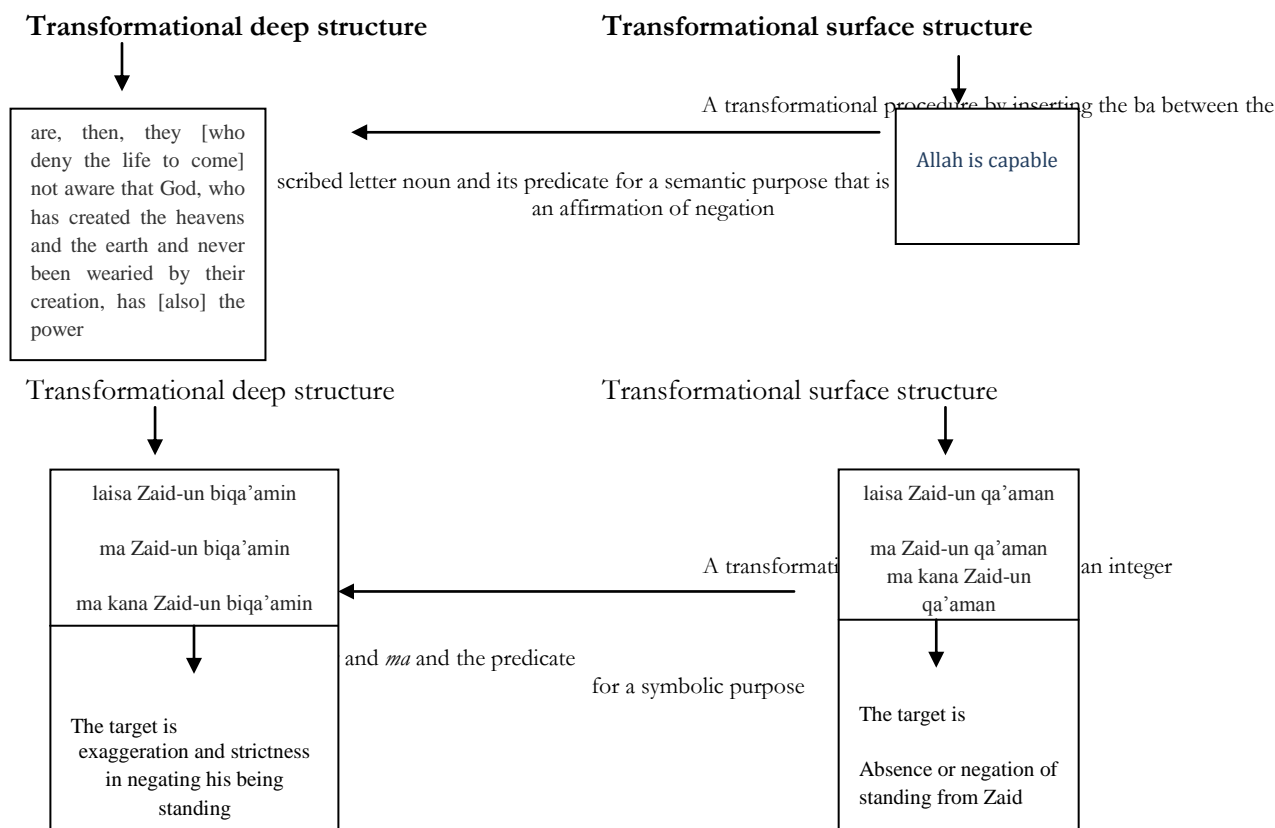 Transformational deep structure
Transformational surface structure
A transformational procedure by inserting the ba between the
are, then, they [who
deny the life to come]
not aware that God, who
has created the heavens
and the earth and never
been wearied by their
creation, has [also] the
power
Allah is capable
scribed letter noun and its predicate for a semantic purpose that is
an affirmation of negation
Transformational deep structure
Transformational surface structure
laisa Zaid-un biqa’amin
ma Zaid-un biqa’amin
ma kana Zaid-un biqa’amin
laisa Zaid-un qa’aman
ma Zaid-un qa’aman
ma kana Zaid-un
qa’aman
A transformati
an integer
and ma and the predicate
for a symbolic purpose
The target is
exaggeration and strictness
in negating his being
standing
The target is
Absence or negation of
standing from Zaid